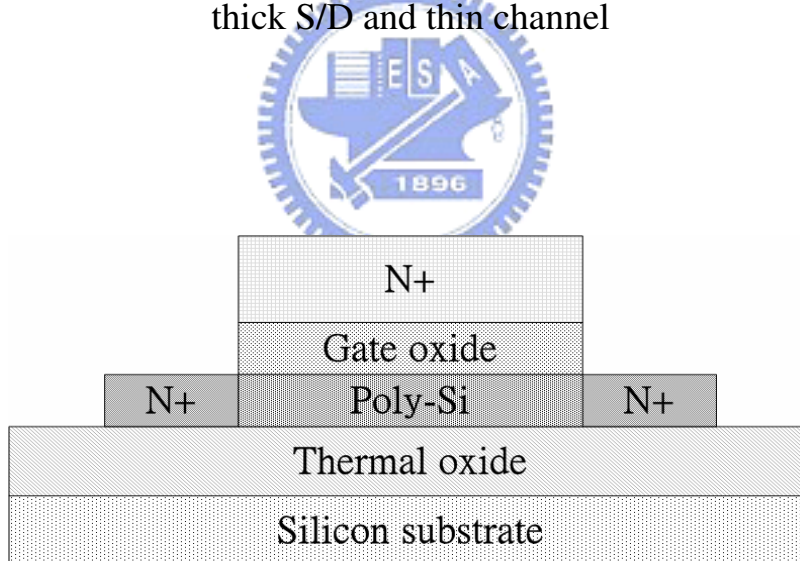 thick S/D and thin channel
E S A
1896
N+
Gate oxide
N+ Poly-Si N+
Thermal oxide
Silicon substrate